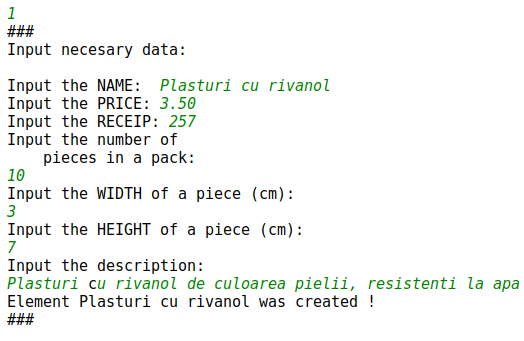 1
###
Input necesary data:
Input the NAME:  Plasturi cu rivanol
Input the PRICE: 3.50
Input the RECEIP: 257
Input the number of
    pieces in a pack:
10
Input the WIDTH of a piece (cm):
3
Input the HEIGHT of a piece (cm):
7
Input the description:
Plasturi cu rivanol de culoarea pielii, resistenti la apa
Element Plasturi cu rivanol was created !
###